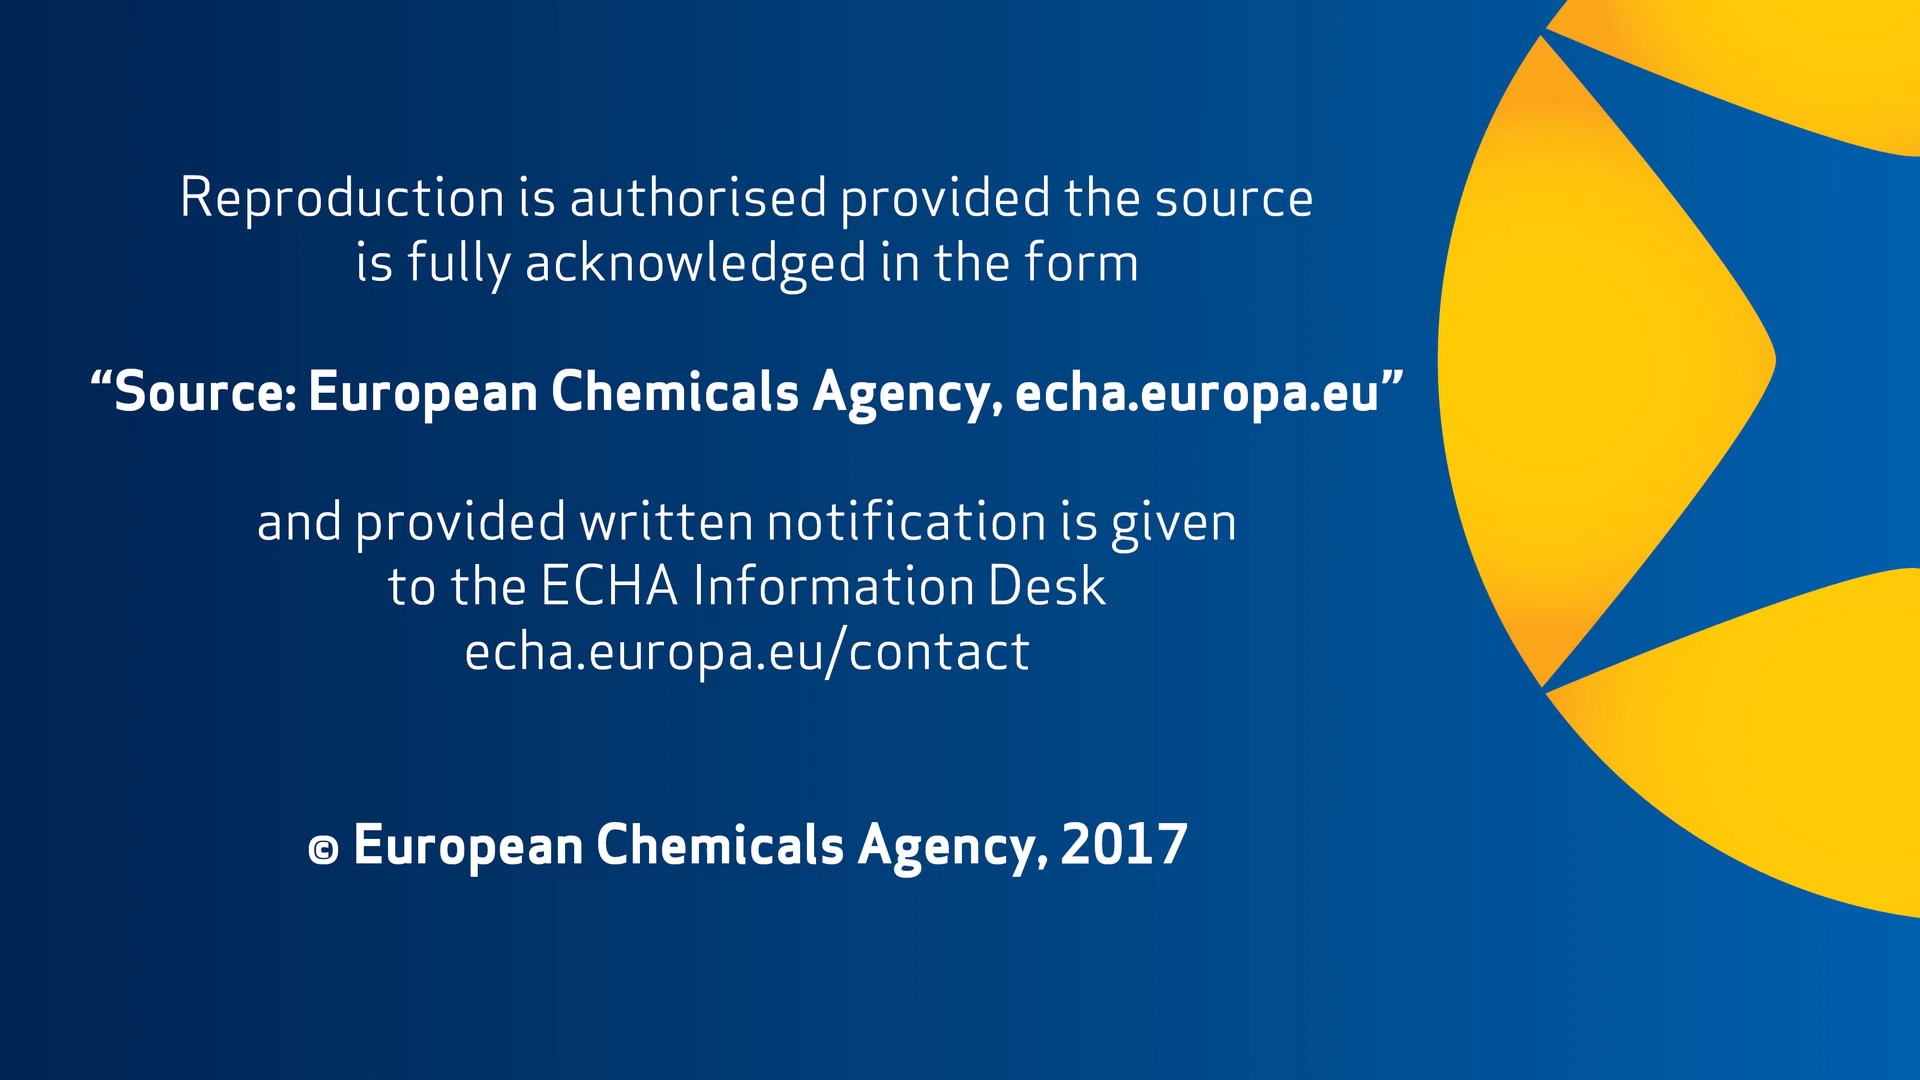 Reproduction is authorised provided the source
is fully acknowledged in the form
“Source: European Chemicals Agency, echa.europa.eu”
and provided written notification is given
to the ECHA Information Desk
echa.europa.eu/contact
© European Chemicals Agency, 2017